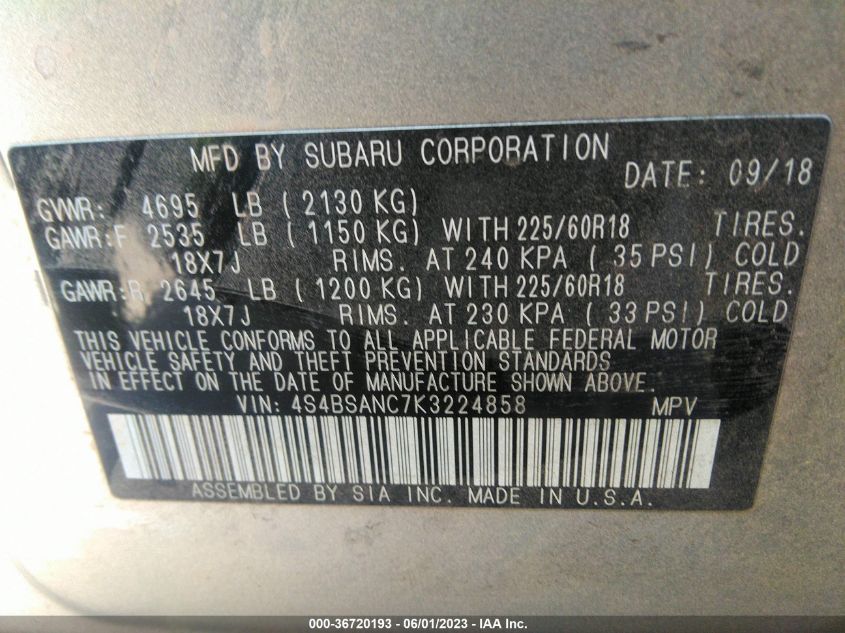 MFD BY SUBARU CORPORATION
DATE: 09/18
GVWR: 4695 LB ( 2130 KG)
GAWR:F 2535 LB ( 1150 KG) WITH 225/60R18 TIRES.
18X7J RIMS. AT 240 KPA ( 35 PSI) COLD
GAWR:R 2645 LB ( 1200 KG) WITH 225/60R18 TIRES.
18X7J RIMS. AT 230 KPA ( 33 PSI) COLD
THIS VEHICLE CONFORMS TO ALL APPLICABLE FEDERAL MOTOR
VEHICLE SAFETY AND THEFT PREVENTION STANDARDS
IN EFFECT ON THE DATE OF MANUFACTURE SHOWN ABOVE.
VIN: 4S4BSANC7K3224858 MPV
ASSEMBLED BY SIA INC. MADE IN U.S.A.
000-36720193 - 06/01/2023 - IAA Inc.